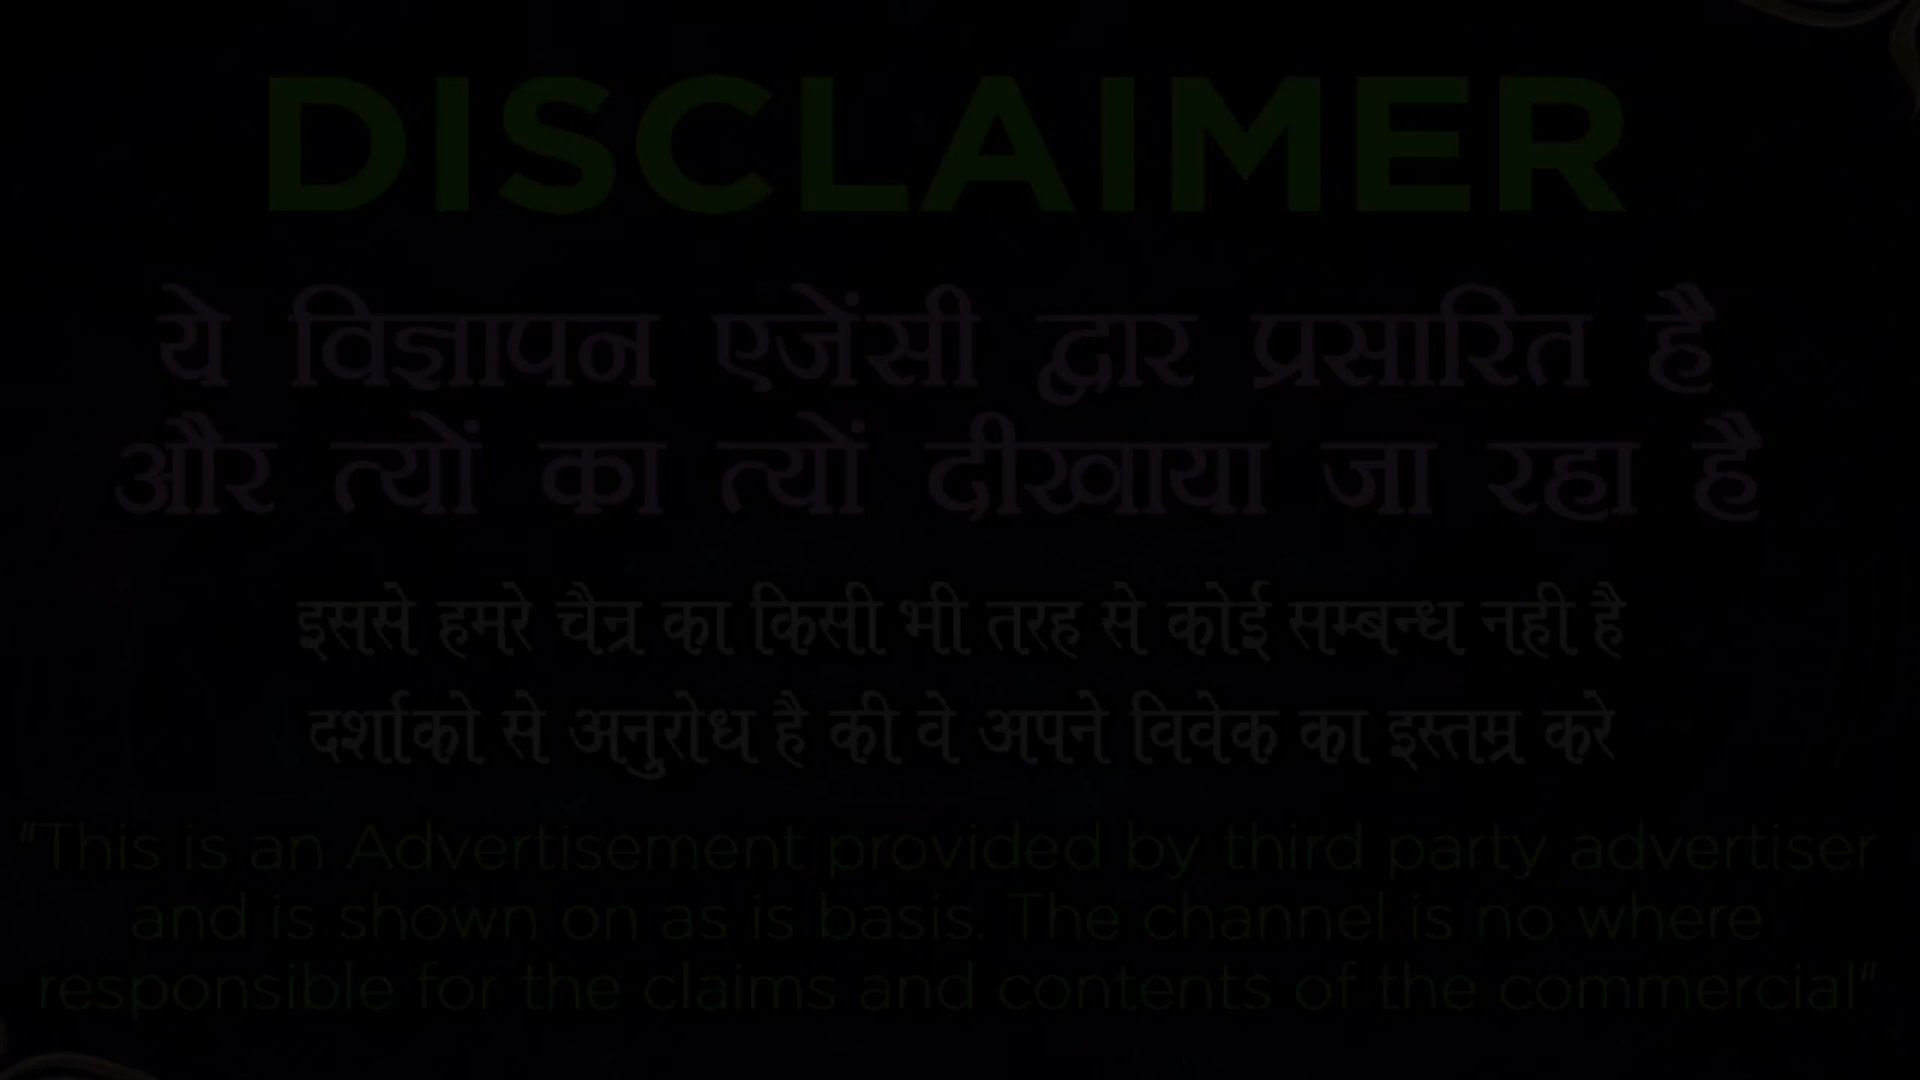 DISCLAIMER
ये विज्ञापन एजेंसी द्वार प्रसारित है
और त्यों का त्यों दीखाया जा रहा है
इससे हमरे चैन्र का किसी भी तरह से कोई सम्बन्ध नही है
दर्शाको से अनुरोध है की वे अपने विवेक का इस्तम्र करे
"This is an Advertisement provided by third party advertiser
and is shown on as is basis. The channel is no where
responsible for the claims and contents of the commercial"